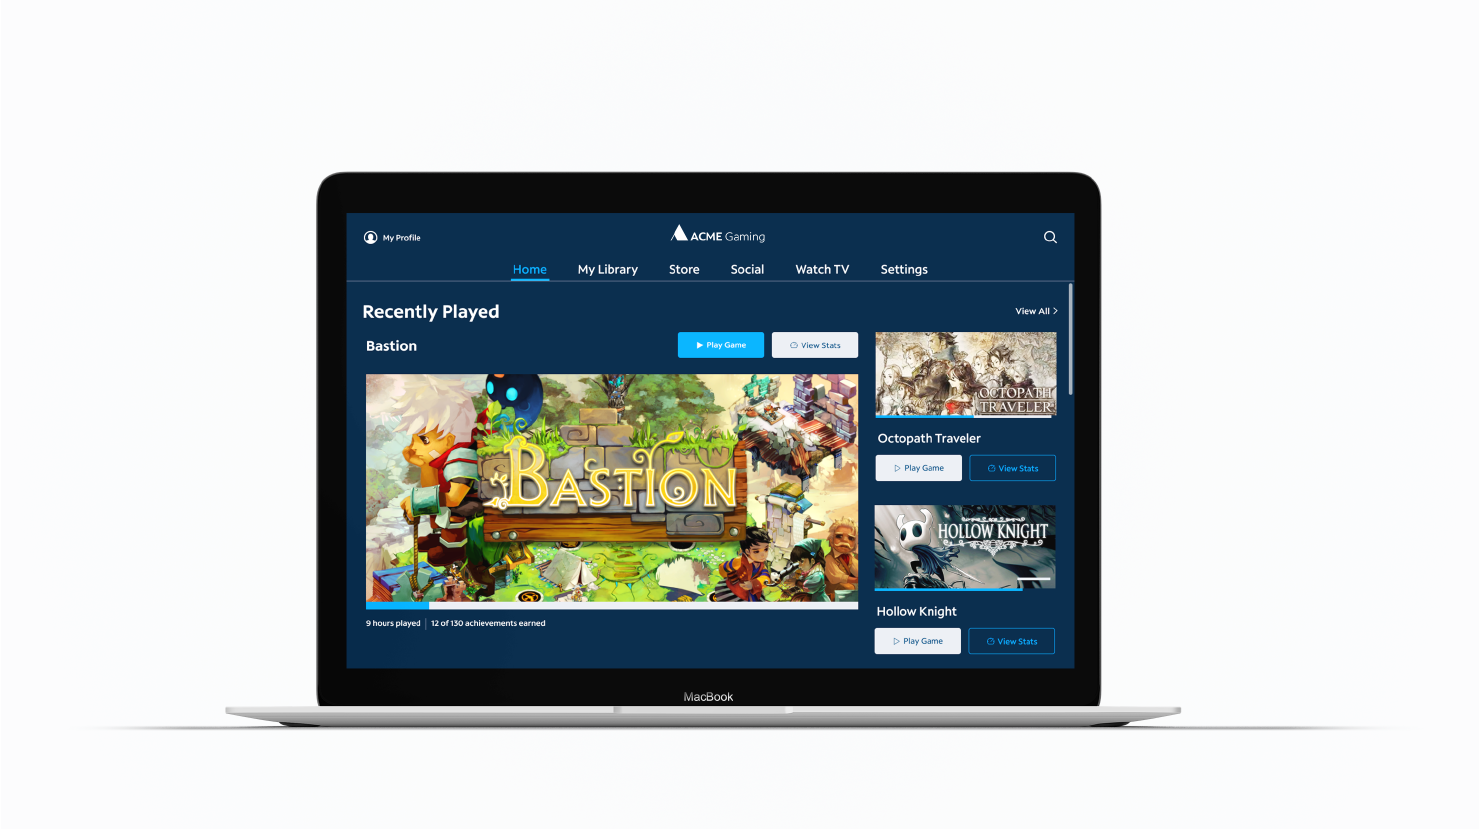 My Profile
ACME Gaming
Home
My Library
Store
Social
Watch TV
Settings
Recently Played
View All
Bastion
Play Game
View Stats
BASTION
9 hours played
12 of 130 achievements earned
OCTOPATH
TRAVELER
Octopath Traveler
Play Game
View Stats
HOLLOW KNIGHT
Hollow Knight
Play Game
View Stats
MacBook